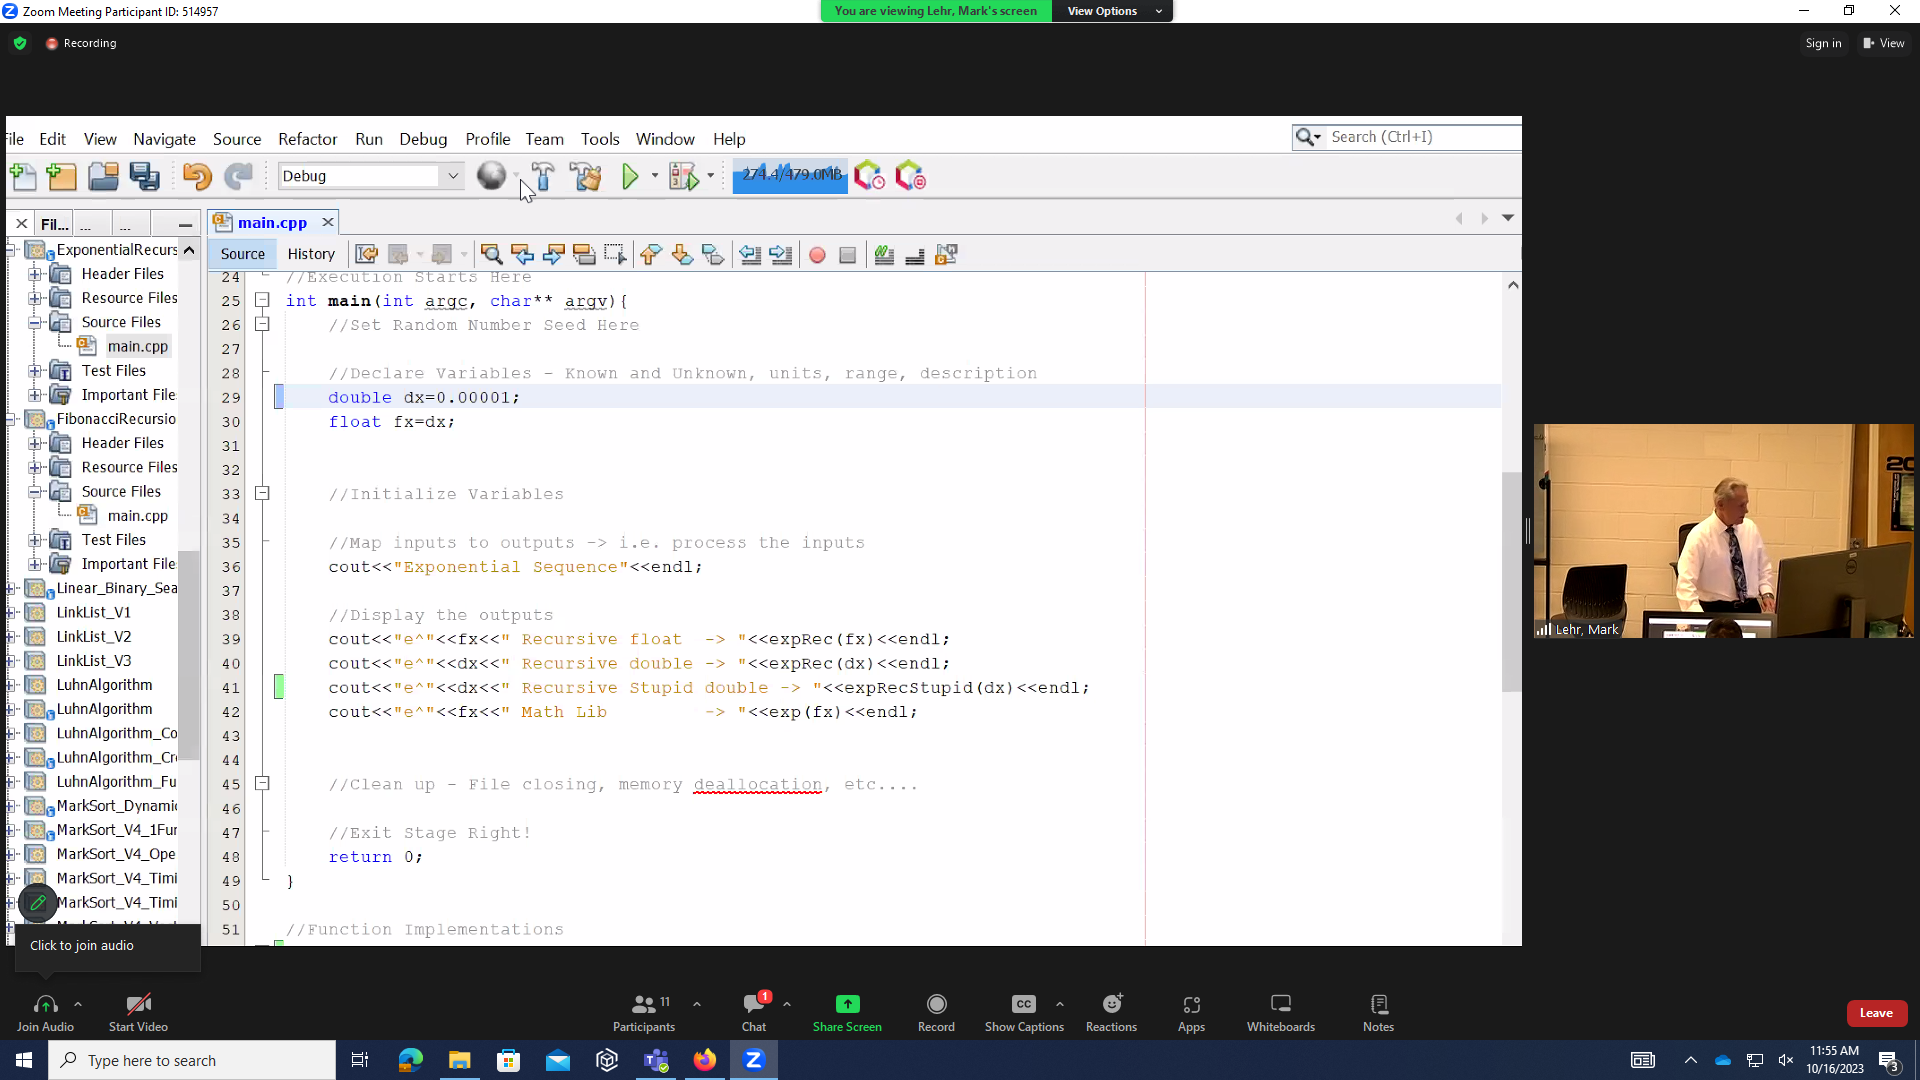 Zoom Meeting Participant ID: 514957
You are viewing Lehr, Mark's screen
View Options
Recording
Sign in
View
File Edit View Navigate Source Refactor Run Debug Profile Team Tools Window Help
Search (Ctrl+I)
Debug
274.4/479.0MB
Fil...
...
...
main.cpp
Source
History
ExponentialRecurs
Header Files
Resource Files
Source Files
main.cpp
Test Files
Important File
FibonacciRecursio
Header Files
Resource Files
Source Files
main.cpp
Test Files
Important File
Linear_Binary_Sea
LinkList_V1
LinkList_V2
LinkList_V3
LuhnAlgorithm
LuhnAlgorithm
LuhnAlgorithm_Co
LuhnAlgorithm_Cr
LuhnAlgorithm_Fu
MarkSort_Dynamic
MarkSort_V4_1Fun
MarkSort_V4_Ope
MarkSort_V4_Timi
MarkSort_V4_Timi
24 //Execution Starts Here
25 int main(int argc, char** argv){
26 //Set Random Number Seed Here
27
28 //Declare Variables - Known and Unknown, units, range, description
29 double dx=0.00001;
30 float fx=dx;
31
32
33 //Initialize Variables
34
35 //Map inputs to outputs -> i.e. process the inputs
36 cout<<"Exponential Sequence"<<endl;
37
38 //Display the outputs
39 cout<<"e^"<<fx<<" Recursive float  -> "<<expRec(fx)<<endl;
40 cout<<"e^"<<dx<<" Recursive double -> "<<expRec(dx)<<endl;
41 cout<<"e^"<<dx<<" Recursive Stupid double -> "<<expRecStupid(dx)<<endl;
42 cout<<"e^"<<fx<<" Math Lib         -> "<<exp(fx)<<endl;
43
44
45 //Clean up - File closing, memory deallocation, etc....
46
47 //Exit Stage Right!
48 return 0;
49 }
50
51 //Function Implementations
Lehr, Mark
Click to join audio
Join Audio
Start Video
11
Participants
1
Chat
Share Screen
Record
CC
Show Captions
Reactions
Apps
Whiteboards
Notes
Leave
Type here to search
11:55 AM
10/16/2023
3